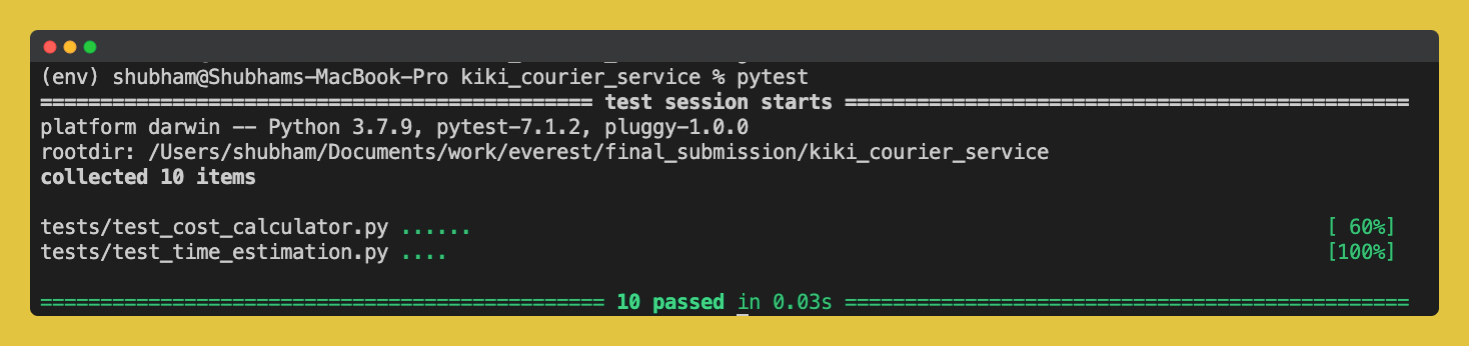 (env) shubham@Shubhams-MacBook-Pro kiki_courier_service % pytest
============================================== test session starts ===============================================
platform darwin -- Python 3.7.9, pytest-7.1.2, pluggy-1.0.0
rootdir: /Users/shubham/Documents/work/everest/final_submission/kiki_courier_service
collected 10 items
tests/test_cost_calculator.py ...... [ 60%]
tests/test_time_estimation.py .... [100%]
=============================================== 10 passed in 0.03s ===============================================